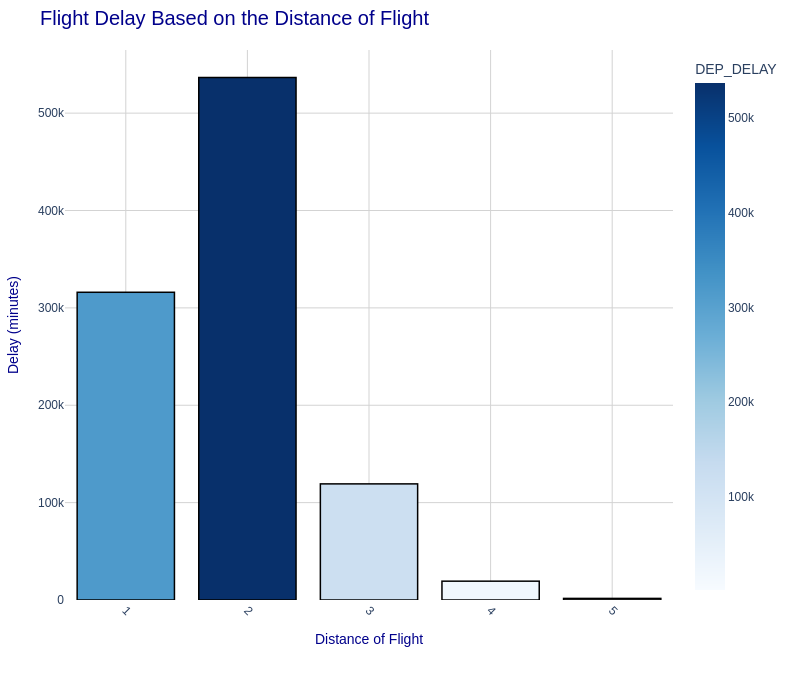 Flight Delay Based on the Distance of Flight
DEP_DELAY
500k
400k
300k
200k
100k
0
Delay (minutes)
1
2
3
4
5
Distance of Flight
500k
400k
300k
200k
100k